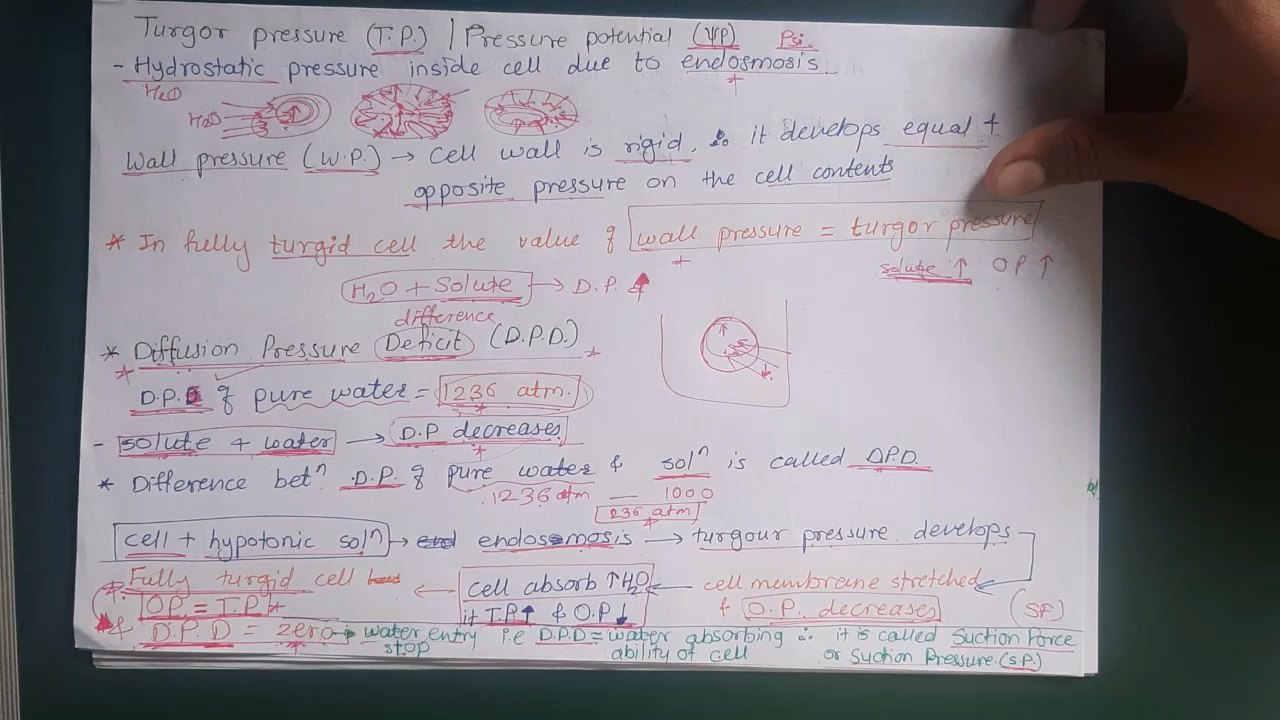 Turgor pressure (T.P.) | Pressure potential (ΨP) Psi
- Hydrostatic pressure inside cell due to endosmosis
H₂O
H₂O
Wall pressure (W.P.) → Cell wall is rigid, ∴ it develops equal +
opposite pressure on the cell contents
* In fully turgid cell the value of wall pressure = turgor pressure
solute ↑ OP ↑
H₂O + Solute → D.P.
difference
* Diffusion Pressure Deficit (D.P.D.)
D.P. of pure water = 1236 atm.
- solute + water → D.P decreases
* Difference betⁿ D.P. of pure water & solⁿ is called D.P.D.
1236 atm — 1000
236 atm
cell + hypotonic solⁿ → end endosmosis → turgour pressure develops
Fully turgid cell ← cell absorb ↑ H₂O ← cell membrane stretched
OP = T.P it T.P ↑ & O.P ↓ & O.P. decreases (SF)
& D.P.D = zero → water entry i.e D.P.D = water absorbing ∴ it is called Suction Force
stop ability of cell or Suction Pressure (S.P.)